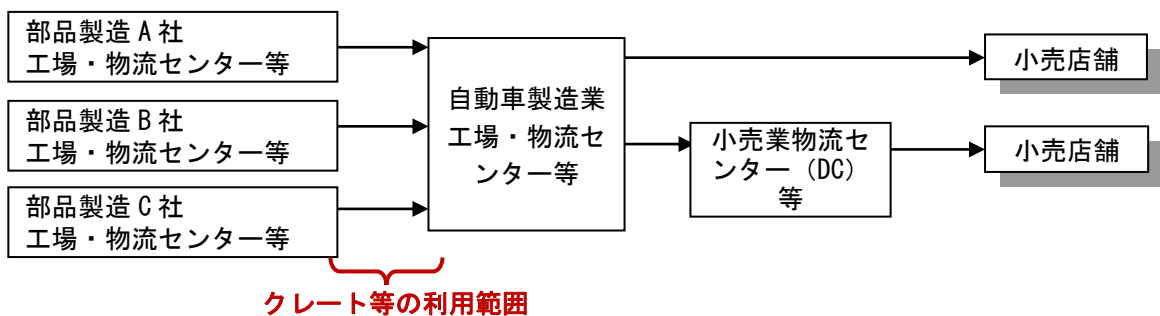 部品製造A社
工場・物流センター等
部品製造B社
工場・物流センター等
部品製造C社
工場・物流センター等
自動車製造業
工場・物流セ
ンター等
小売業物流セ
ンター（DC）
等
小売店舗
小売店舗
クレート等の利用範囲